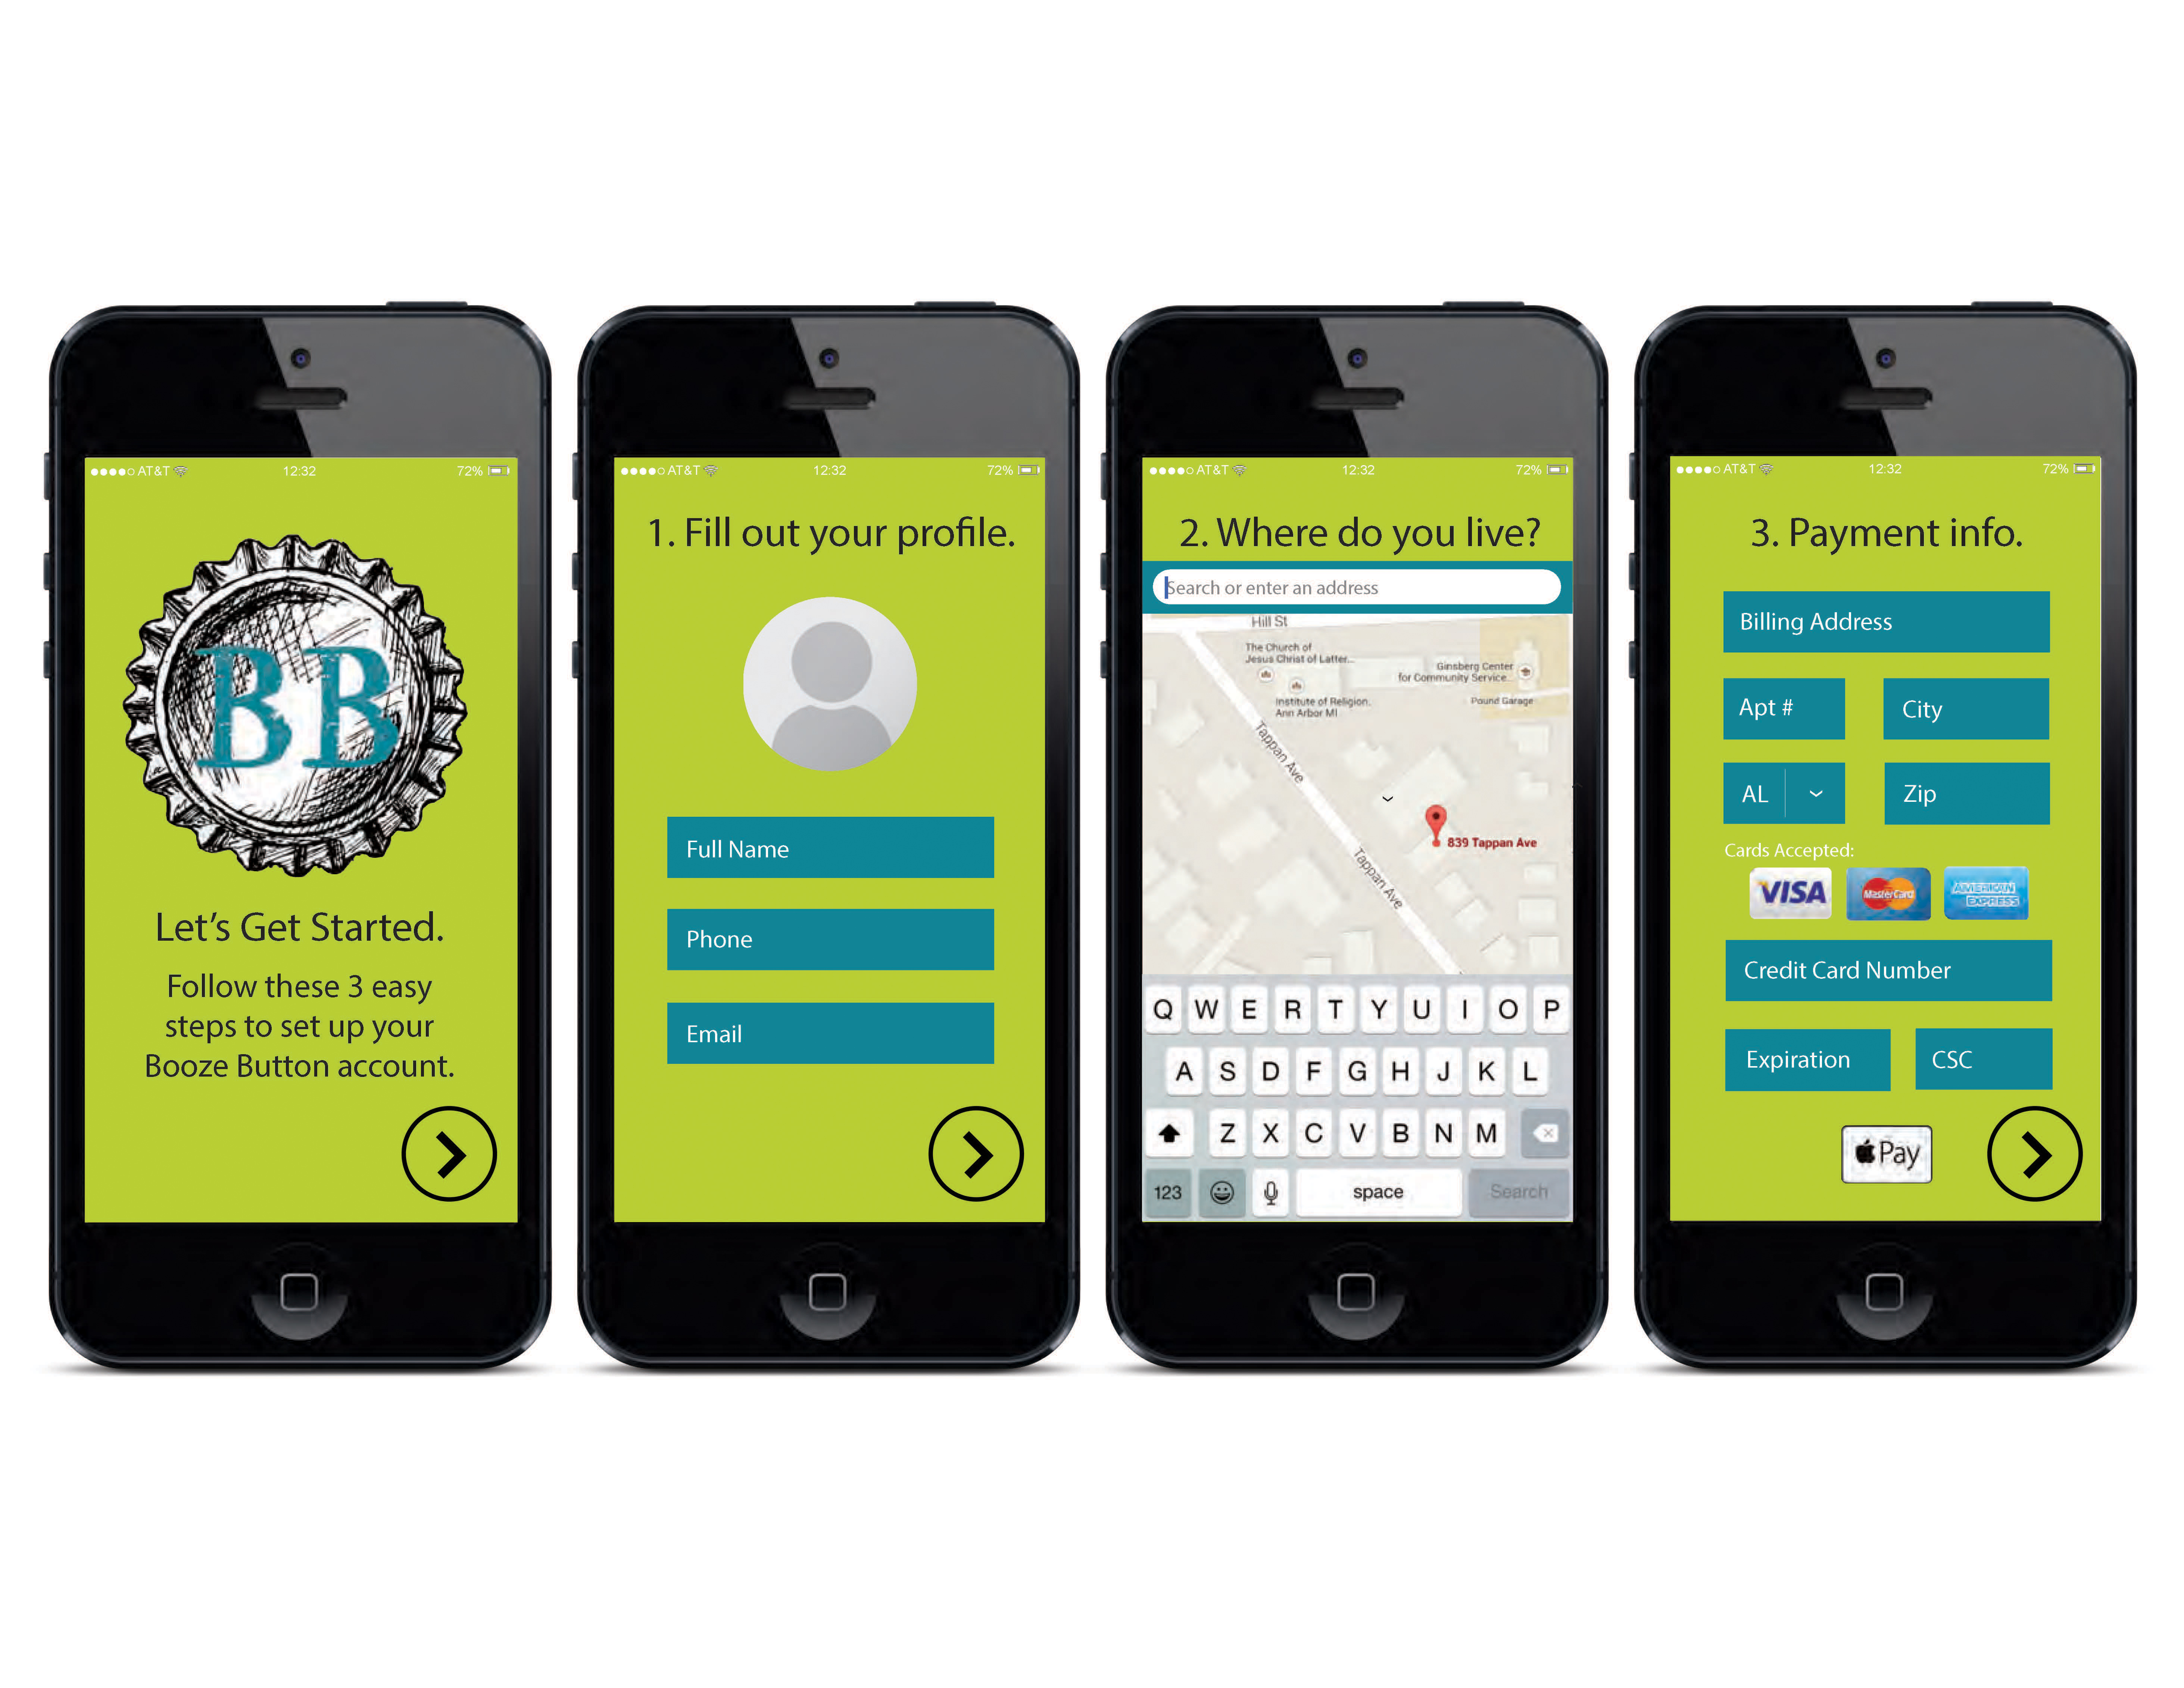 AT&T 12:32 72%
BB
Let's Get Started.
Follow these 3 easy
steps to set up your
Booze Button account.
AT&T 12:32 72%
1. Fill out your profile.
Full Name
Phone
Email
AT&T 12:32 72%
2. Where do you live?
Search or enter an address
Hill St
The Church of
Jesus Christ of Latter...
Ginsberg Center
for Community Service...
Institute of Religion,
Ann Arbor MI
Pound Garage
Tappan Ave
839 Tappan Ave
Tappan Ave
Q W E R T Y U I O P
A S D F G H J K L
Z X C V B N M
123 space Search
AT&T 12:32 72%
3. Payment info.
Billing Address
Apt # City
AL Zip
Cards Accepted:
VISA MasterCard AMERICAN EXPRESS
Credit Card Number
Expiration CSC
Pay